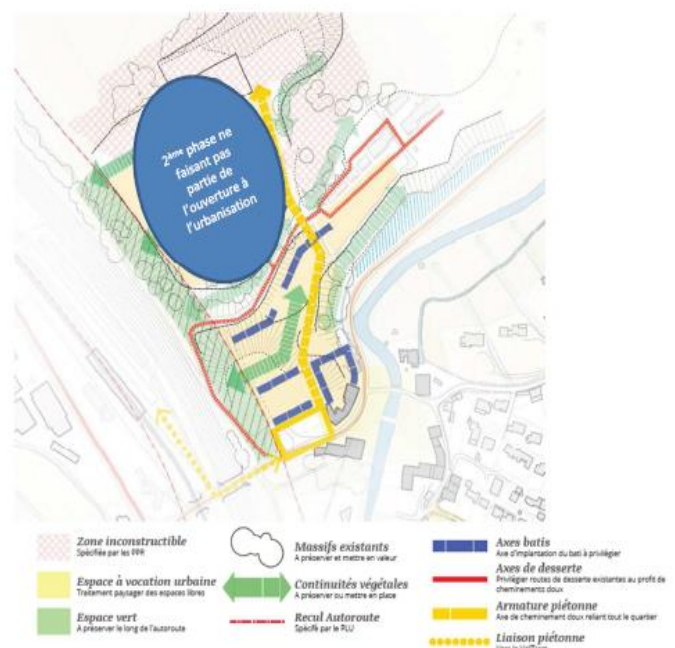 2ème phase ne
faisant pas
partie de
l'ouverture à
l'urbanisation
Zone inconstructible
Spécifiée par les PPR
Espace à vocation urbaine
Traitement paysager des espaces libres
Espace vert
A préserver le long de l'autoroute
Massifs existants
A préserver et mettre en valeur
Continuités végétales
A préserver ou mettre en place
Recul Autoroute
Spécifié par le PLU
Axes batis
Axe d'implantation du bati à privilégier
Axes de desserte
Privilégier routes de desserte existantes au profit de
cheminements doux
Armature piétonne
Axe de cheminement doux reliant tout le quartier
Liaison piétonne